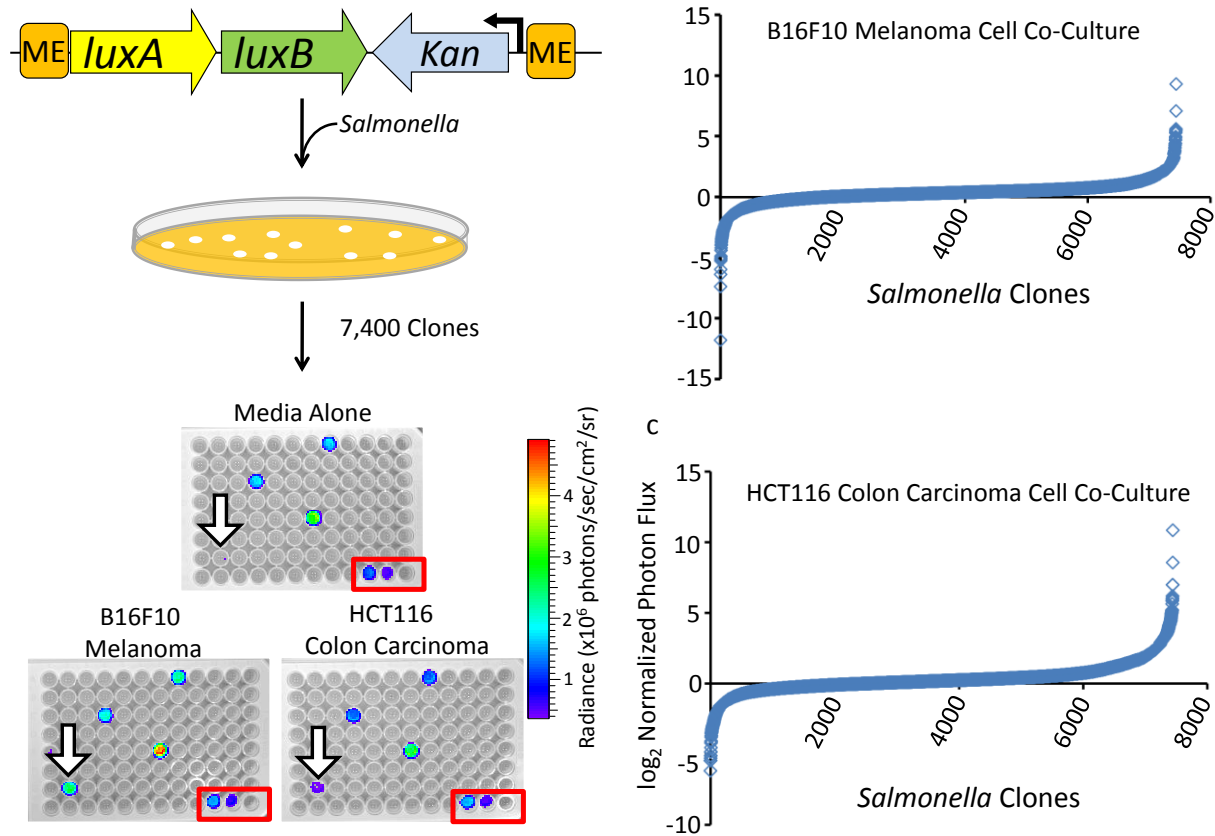 ME luxA luxB Kan ME
Salmonella
7,400 Clones
Media Alone
B16F10
Melanoma
HCT116
Colon Carcinoma
Radiance (x10⁶ photons/sec/cm²/sr)
4
3
2
1
B16F10 Melanoma Cell Co-Culture
15
10
5
0
-5
-10
-15
2000
4000
6000
8000
Salmonella Clones
c
HCT116 Colon Carcinoma Cell Co-Culture
log₂ Normalized Photon Flux
15
10
5
0
-5
-10
2000
4000
6000
8000
Salmonella Clones